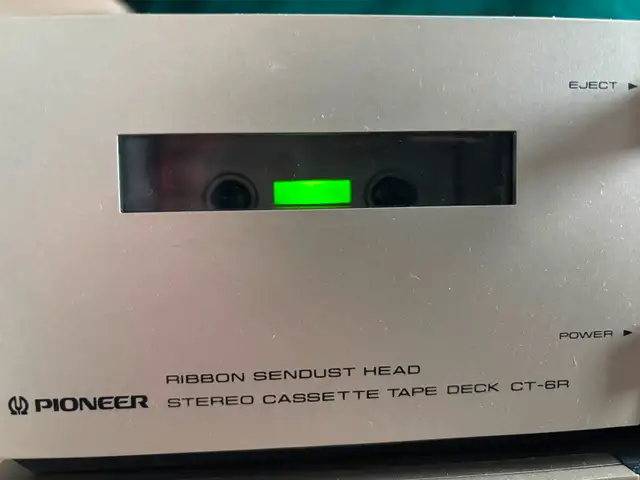 EJECT
POWER
RIBBON SENDUST HEAD
PIONEER STEREO CASSETTE TAPE DECK CT-6R